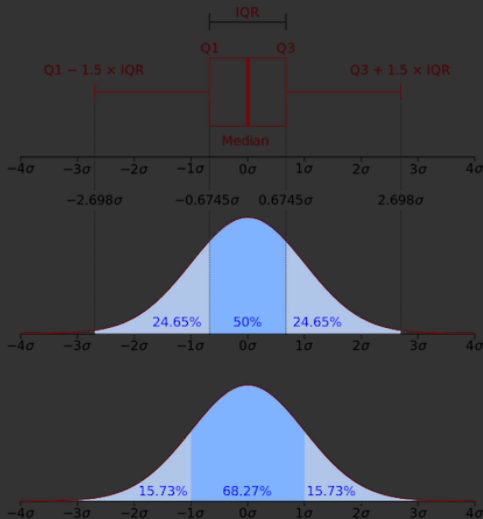 IQR
Q1 Q3
Q1 − 1.5 × IQR Q3 + 1.5 × IQR
Median
−4σ −3σ −2σ −1σ 0σ 1σ 2σ 3σ 4σ
−2.698σ −0.6745σ 0.6745σ 2.698σ
24.65% 50% 24.65%
−4σ −3σ −2σ −1σ 0σ 1σ 2σ 3σ 4σ
15.73% 68.27% 15.73%
−4σ −3σ −2σ −1σ 0σ 1σ 2σ 3σ 4σ